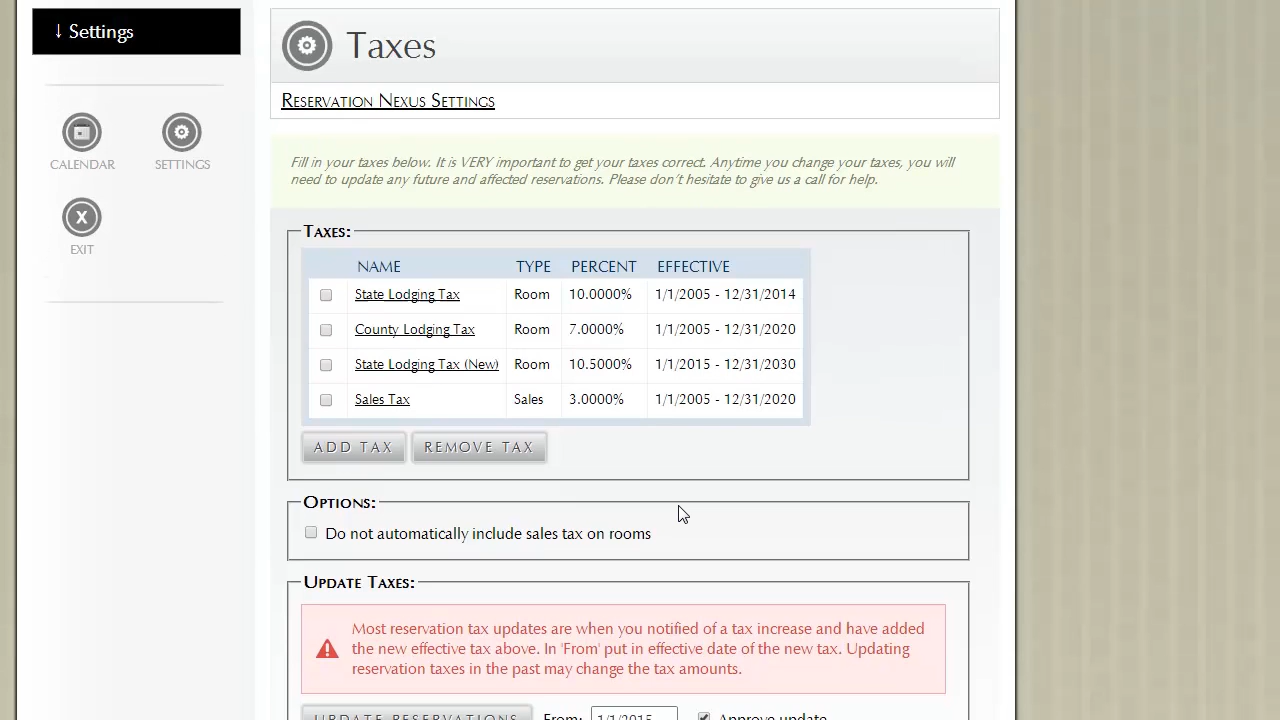 ↓ Settings
Taxes
Reservation Nexus Settings
CALENDAR
SETTINGS
X
EXIT
Fill in your taxes below. It is VERY important to get your taxes correct. Anytime you change your taxes, you will
need to update any future and affected reservations. Please don't hesitate to give us a call for help.
Taxes:
NAME TYPE PERCENT EFFECTIVE
State Lodging Tax Room 10.0000% 1/1/2005 - 12/31/2014
County Lodging Tax Room 7.0000% 1/1/2005 - 12/31/2020
State Lodging Tax (New) Room 10.5000% 1/1/2015 - 12/31/2030
Sales Tax Sales 3.0000% 1/1/2005 - 12/31/2020
ADD TAX REMOVE TAX
Options:
Do not automatically include sales tax on rooms
Update Taxes:
Most reservation tax updates are when you notified of a tax increase and have added
the new effective tax above. In 'From' put in effective date of the new tax. Updating
reservation taxes in the past may change the tax amounts.
UPDATE RESERVATIONS From: 1/1/2015 Approve update